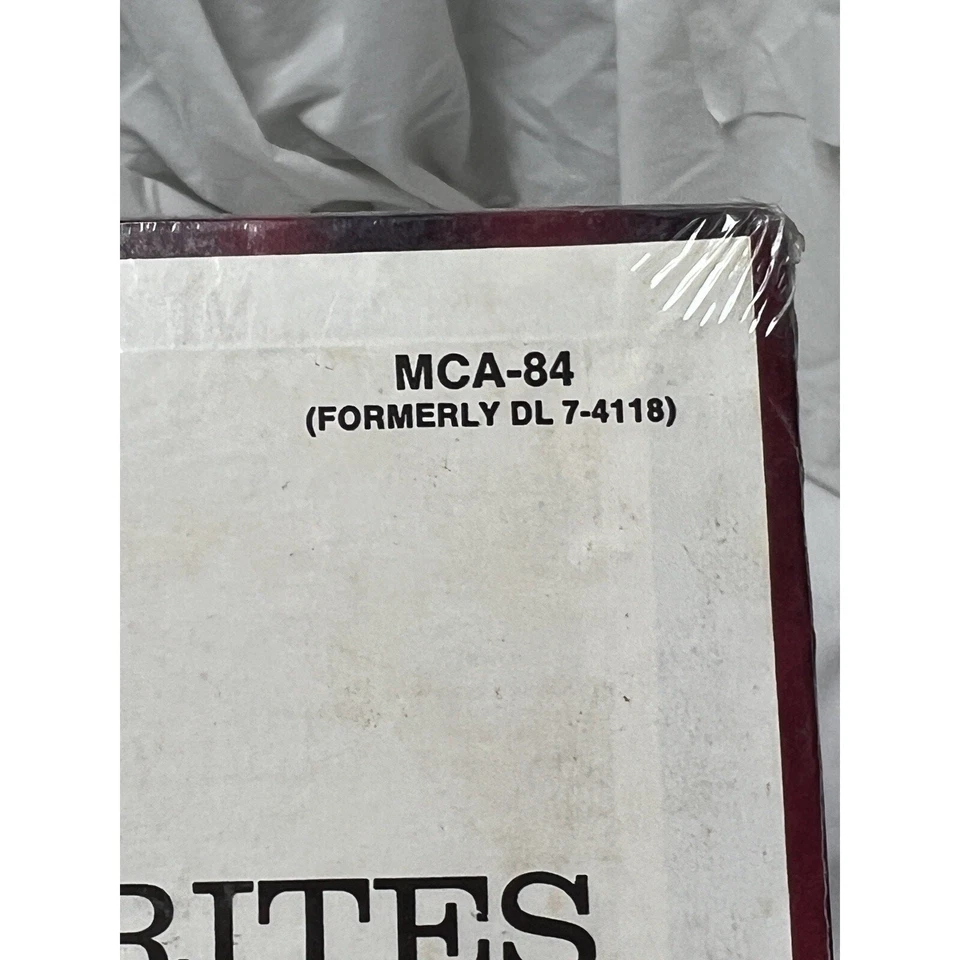 MCA-84
(FORMERLY DL 7-4118)
RITES